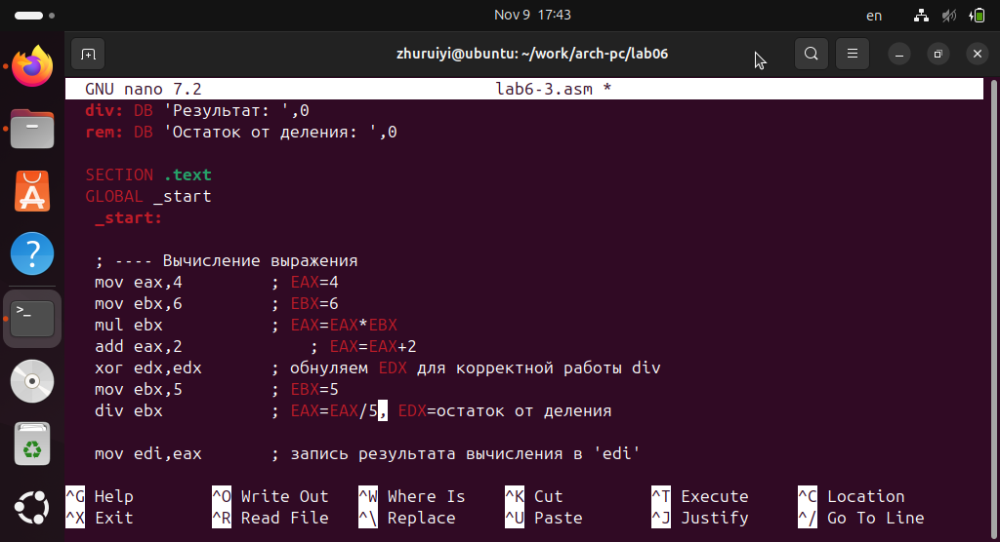 Nov 9 17:43
en
zhuruiyi@ubuntu: ~/work/arch-pc/lab06
GNU nano 7.2 lab6-3.asm *
div: DB 'Результат: ',0
rem: DB 'Остаток от деления: ',0
SECTION .text
GLOBAL _start
_start:
; ---- Вычисление выражения
mov eax,4 ; EAX=4
mov ebx,6 ; EBX=6
mul ebx ; EAX=EAX*EBX
add eax,2 ; EAX=EAX+2
xor edx,edx ; обнуляем EDX для корректной работы div
mov ebx,5 ; EBX=5
div ebx ; EAX=EAX/5, EDX=остаток от деления
mov edi,eax ; запись результата вычисления в 'edi'
^G Help ^O Write Out ^W Where Is ^K Cut ^T Execute ^C Location
^X Exit ^R Read File ^\ Replace ^U Paste ^J Justify ^/ Go To Line